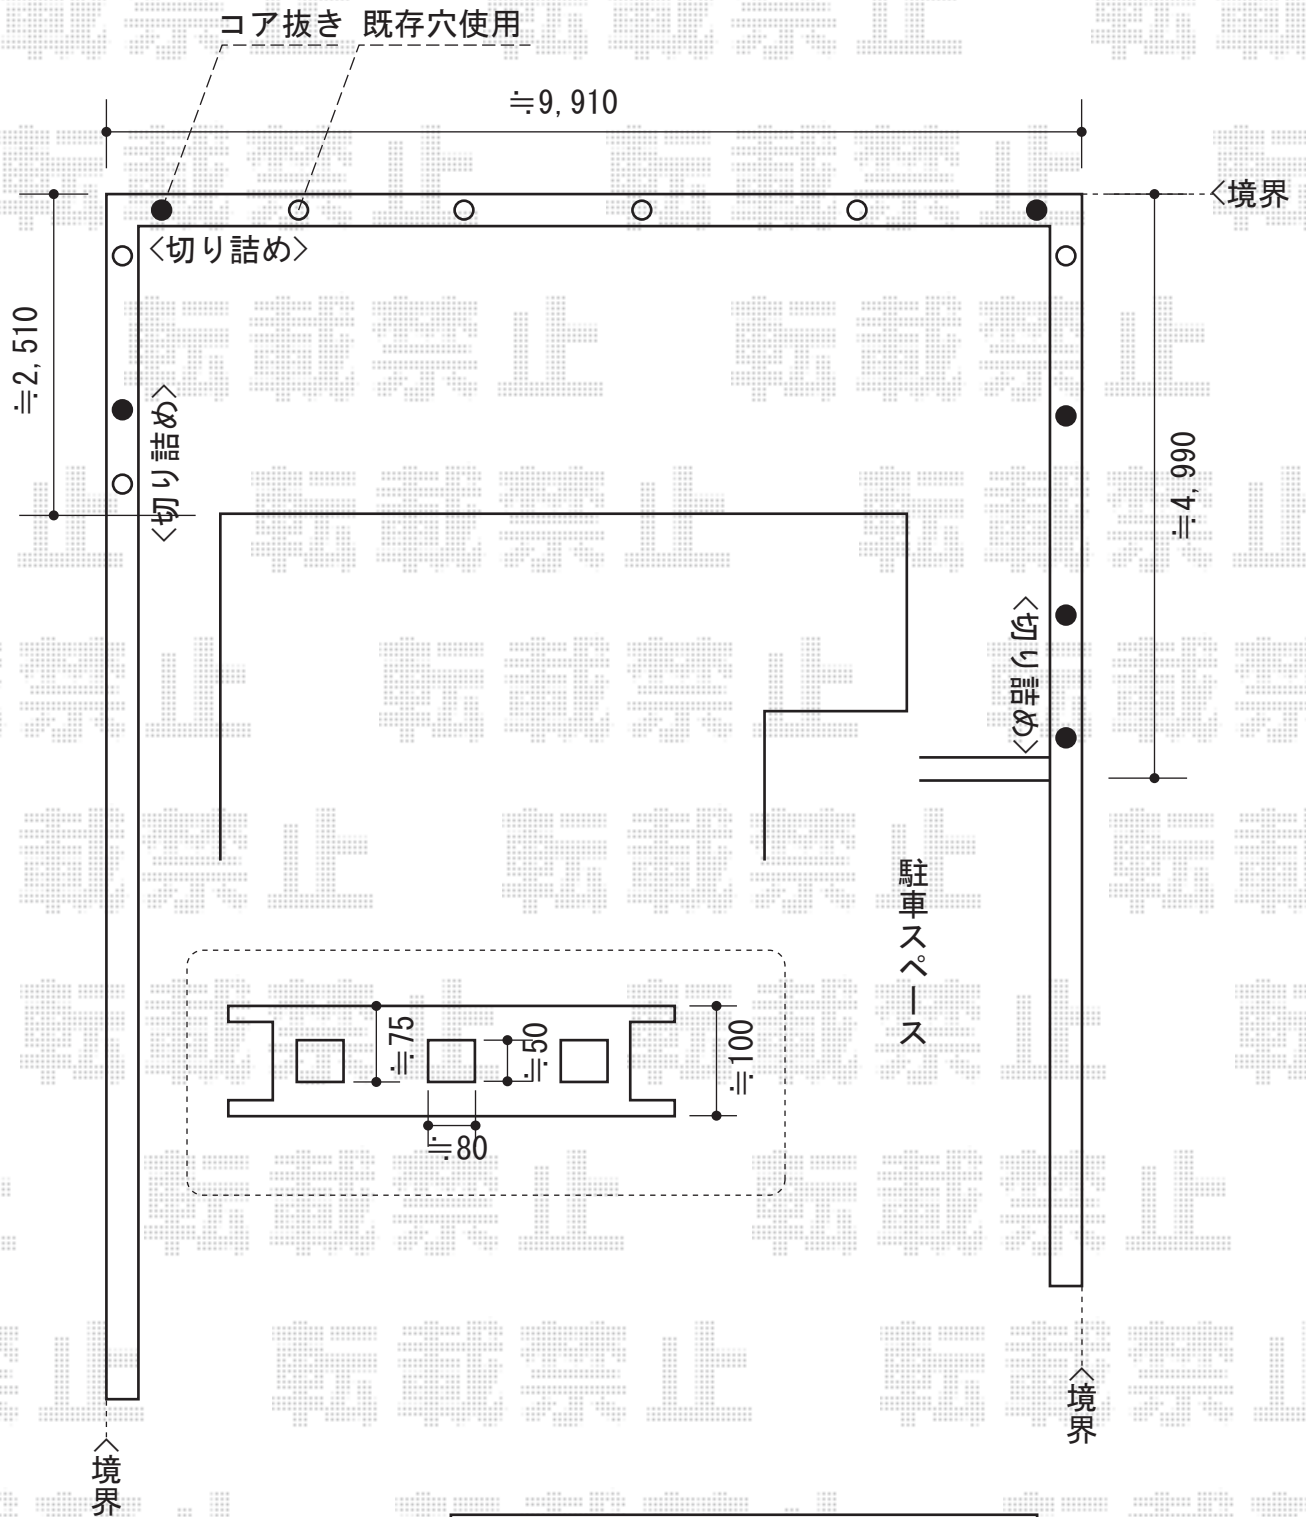 コア抜き 既存穴使用
≒9,910
<境界
<切り詰め>
≒2,510
<切り詰め>
≒4,990
<切り詰め>
駐車スペース
≒75
≒50
≒100
≒80
<境界
<境界
転載禁止